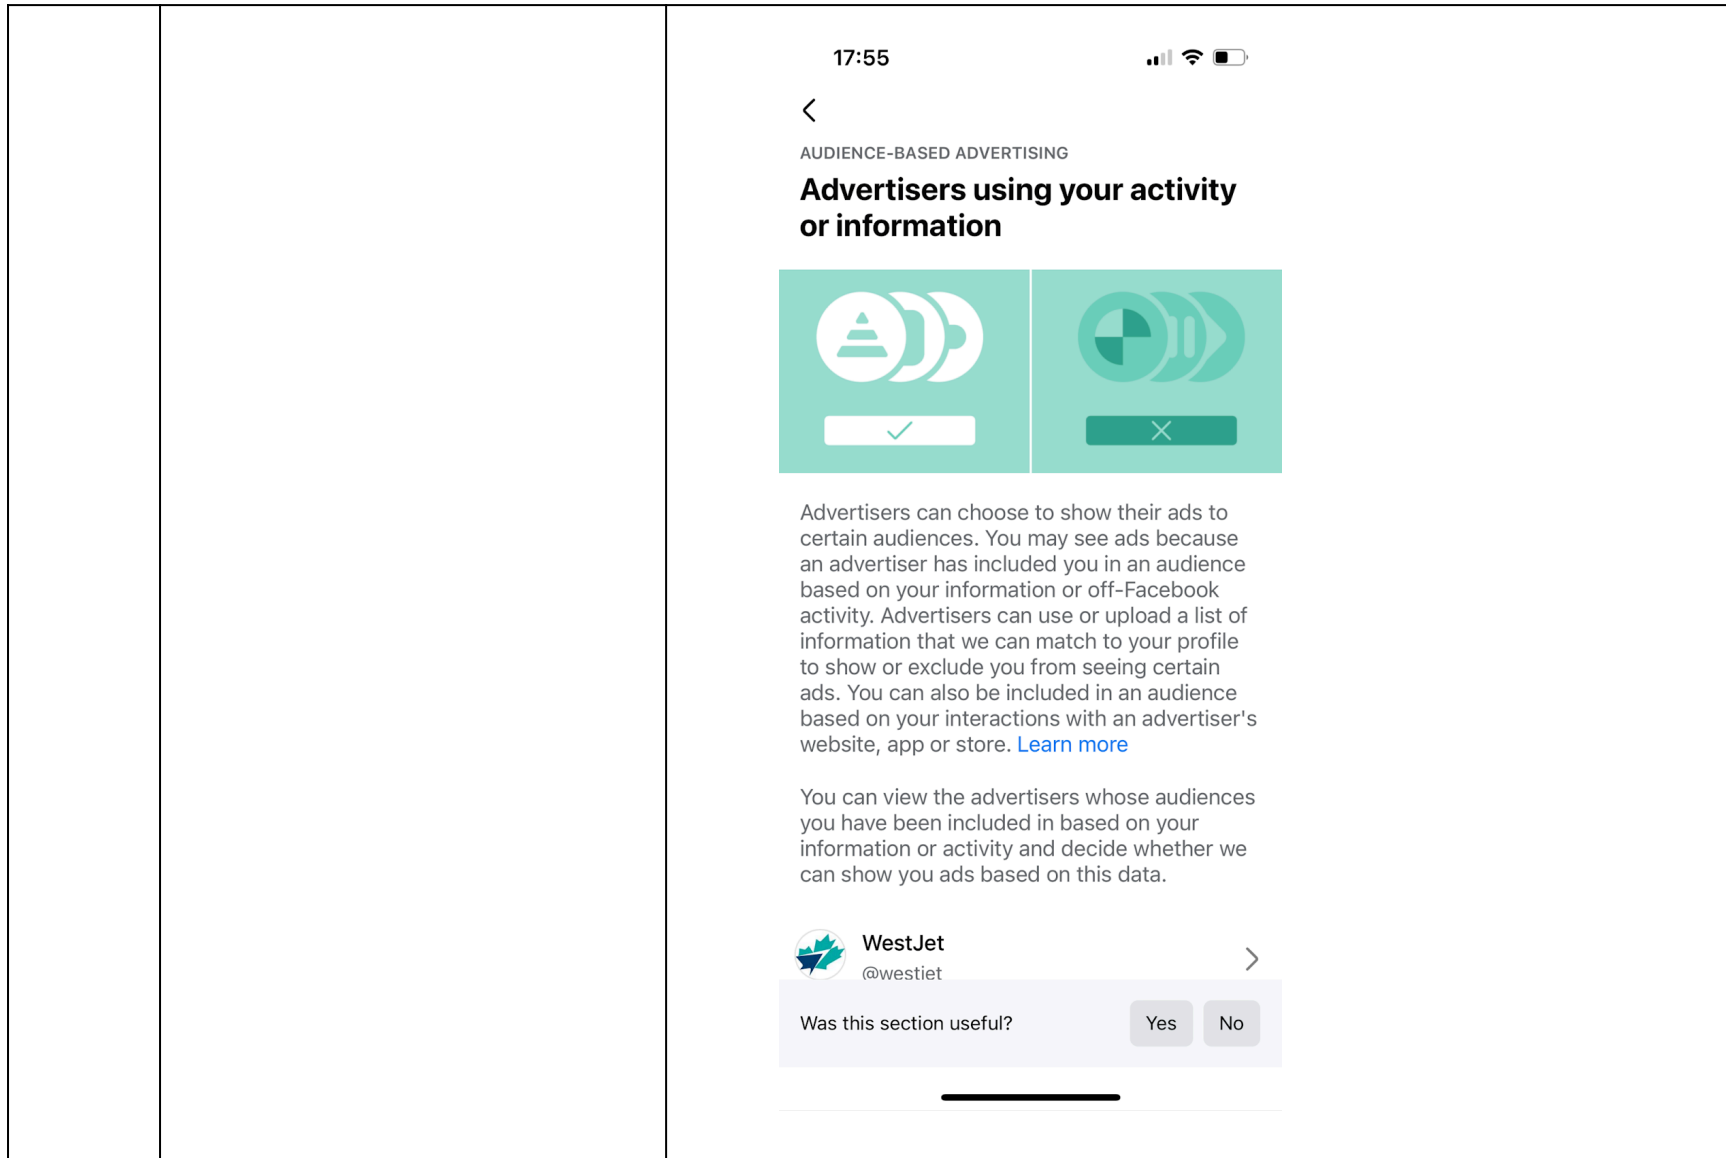 17:55
AUDIENCE-BASED ADVERTISING
Advertisers using your activity
or information
Advertisers can choose to show their ads to
certain audiences. You may see ads because
an advertiser has included you in an audience
based on your information or off-Facebook
activity. Advertisers can use or upload a list of
information that we can match to your profile
to show or exclude you from seeing certain
ads. You can also be included in an audience
based on your interactions with an advertiser's
website, app or store. Learn more
You can view the advertisers whose audiences
you have been included in based on your
information or activity and decide whether we
can show you ads based on this data.
WestJet
@westjet
Was this section useful?
Yes
No